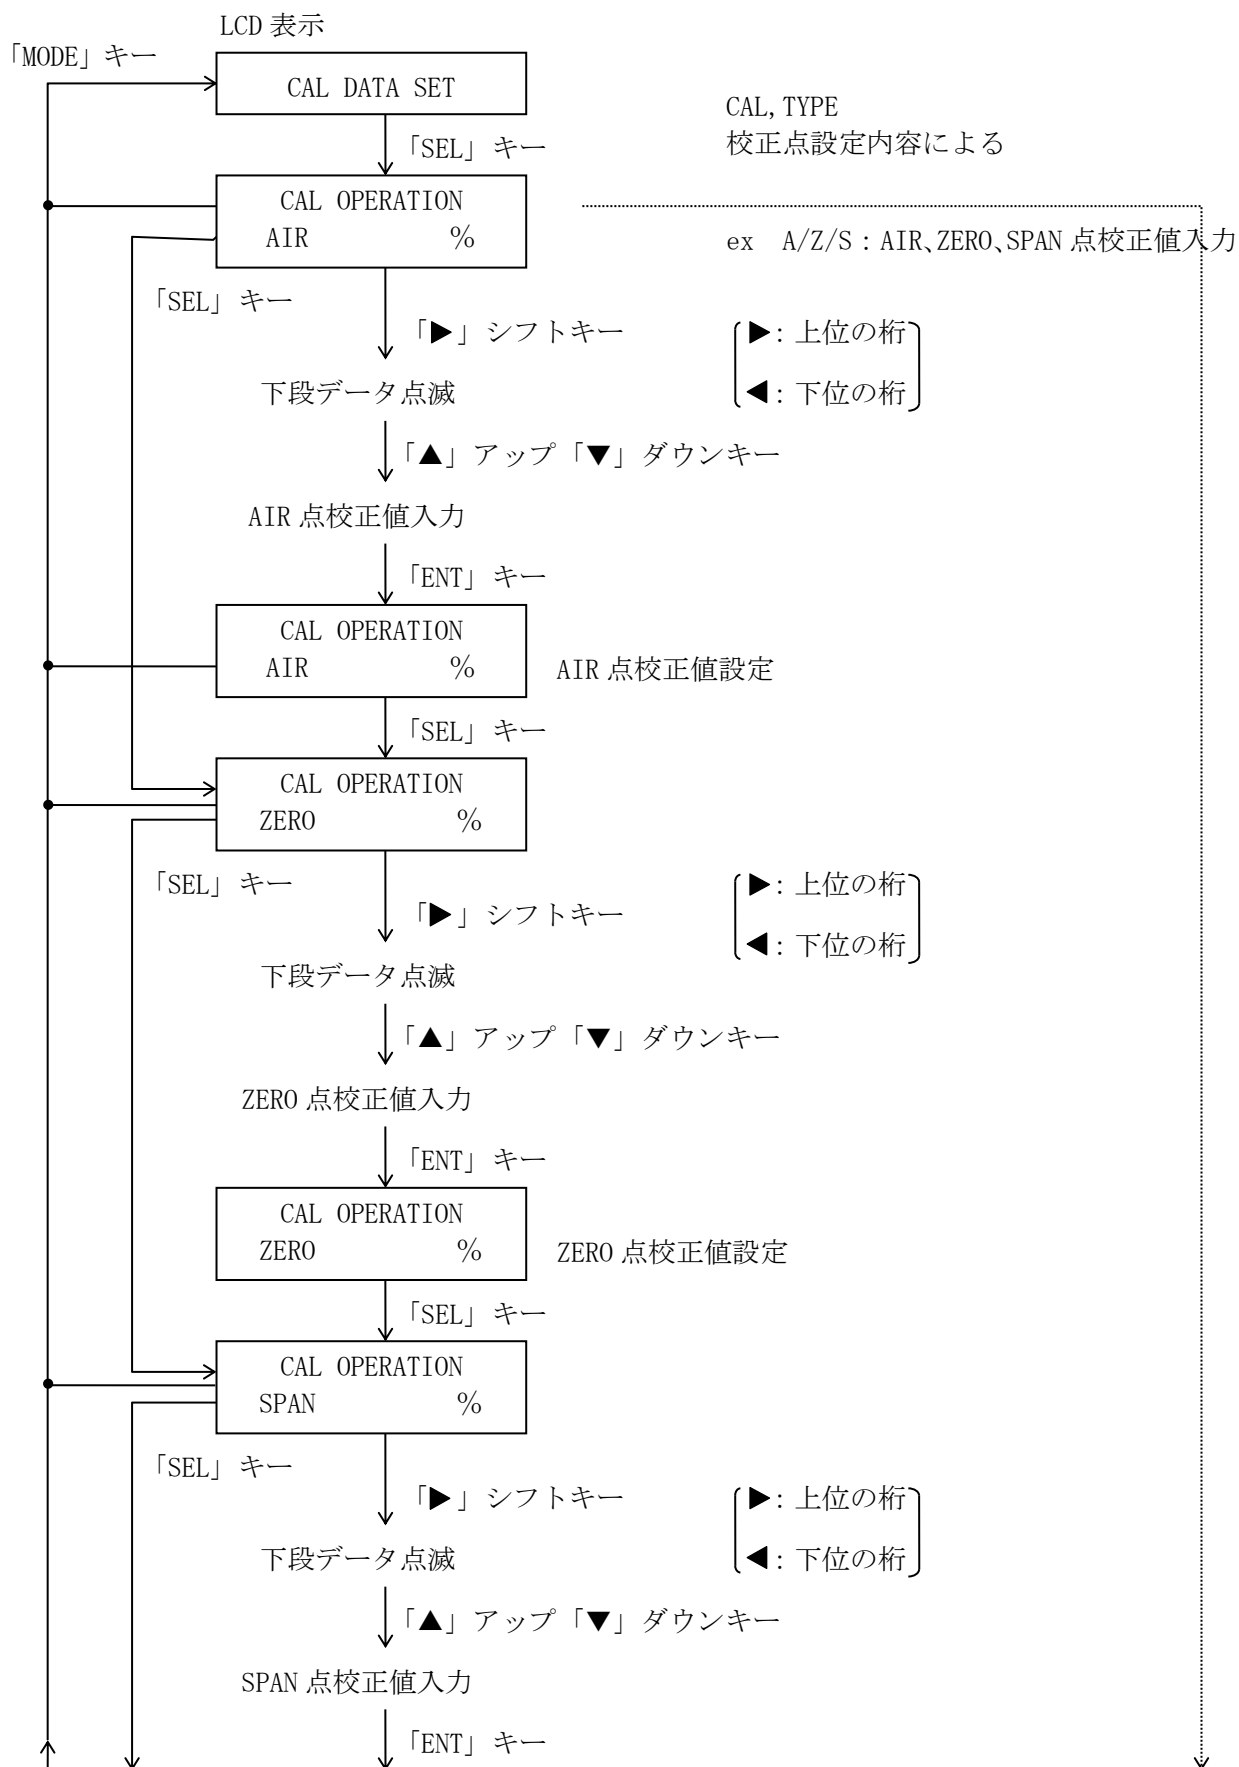 LCD 表示
「MODE」キー
CAL DATA SET
CAL,TYPE
「SEL」キー
校正点設定内容による
CAL OPERATION
AIR %
ex A/Z/S：AIR、ZERO、SPAN 点校正値入力
「SEL」キー
「▶」シフトキー
▶：上位の桁
下段データ点滅
◀：下位の桁
「▲」アップ「▼」ダウンキー
AIR 点校正値入力
「ENT」キー
CAL OPERATION
AIR %
AIR 点校正値設定
「SEL」キー
CAL OPERATION
ZERO %
「SEL」キー
▶：上位の桁
「▶」シフトキー
◀：下位の桁
下段データ点滅
「▲」アップ「▼」ダウンキー
ZERO 点校正値入力
「ENT」キー
CAL OPERATION
ZERO %
ZERO 点校正値設定
「SEL」キー
CAL OPERATION
SPAN %
「SEL」キー
「▶」シフトキー
▶：上位の桁
下段データ点滅
◀：下位の桁
「▲」アップ「▼」ダウンキー
SPAN 点校正値入力
「ENT」キー